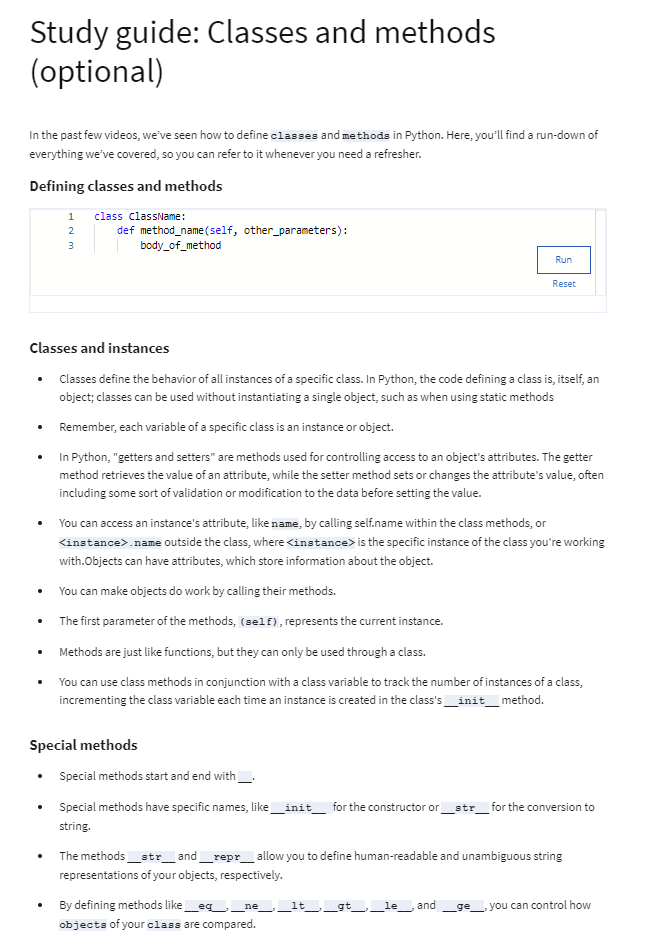 Study guide: Classes and methods
(optional)
In the past few videos, we've seen how to define classes and methods in Python. Here, you'll find a run-down of
everything we've covered, so you can refer to it whenever you need a refresher.
Defining classes and methods
1 class ClassName:
2 def method_name(self, other_parameters):
3 body_of_method
Run
Reset
Classes and instances
• Classes define the behavior of all instances of a specific class. In Python, the code defining a class is, itself, an
object; classes can be used without instantiating a single object, such as when using static methods
• Remember, each variable of a specific class is an instance or object.
• In Python, "getters and setters" are methods used for controlling access to an object's attributes. The getter
method retrieves the value of an attribute, while the setter method sets or changes the attribute's value, often
including some sort of validation or modification to the data before setting the value.
• You can access an instance's attribute, like name, by calling self.name within the class methods, or
<instance>.name outside the class, where <instance> is the specific instance of the class you're working
with.Objects can have attributes, which store information about the object.
• You can make objects do work by calling their methods.
• The first parameter of the methods, (self), represents the current instance.
• Methods are just like functions, but they can only be used through a class.
• You can use class methods in conjunction with a class variable to track the number of instances of a class,
incrementing the class variable each time an instance is created in the class's __init__ method.
Special methods
• Special methods start and end with __.
• Special methods have specific names, like __init__ for the constructor or __str__ for the conversion to
string.
• The methods __str__ and __repr__ allow you to define human-readable and unambiguous string
representations of your objects, respectively.
• By defining methods like __eq__, __ne__, __lt__, __gt__, __le__, and __ge__, you can control how
objects of your class are compared.